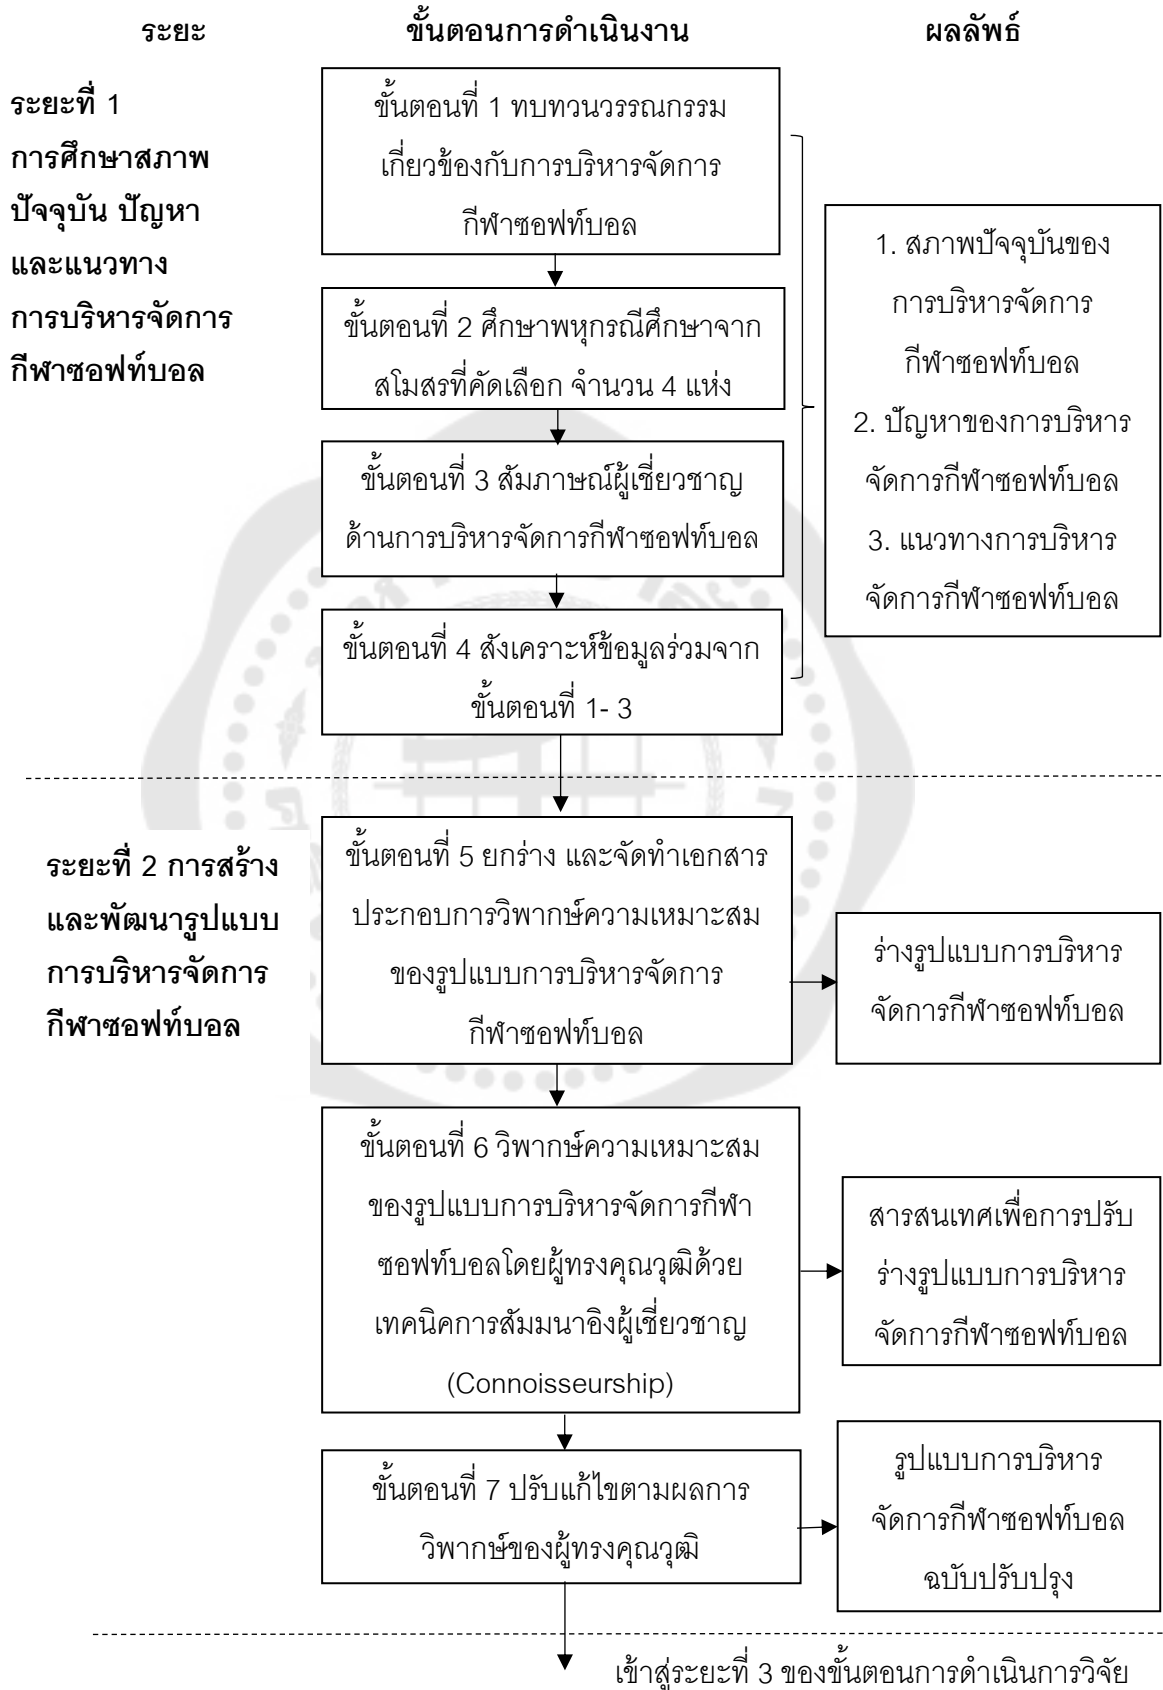 ระยะ
ขั้นตอนการดำเนินงาน
ผลลัพธ์
ระยะที่ 1
การศึกษาสภาพ
ปัจจุบัน ปัญหา
และแนวทาง
การบริหารจัดการ
กีฬาซอฟท์บอล
ขั้นตอนที่ 1 ทบทวนวรรณกรรม
เกี่ยวข้องกับการบริหารจัดการ
กีฬาซอฟท์บอล
ขั้นตอนที่ 2 ศึกษาพหุกรณีศึกษาจาก
สโมสรที่คัดเลือก จำนวน 4 แห่ง
ขั้นตอนที่ 3 สัมภาษณ์ผู้เชี่ยวชาญ
ด้านการบริหารจัดการกีฬาซอฟท์บอล
ขั้นตอนที่ 4 สังเคราะห์ข้อมูลร่วมจาก
ขั้นตอนที่ 1- 3
1. สภาพปัจจุบันของ
การบริหารจัดการ
กีฬาซอฟท์บอล
2. ปัญหาของการบริหาร
จัดการกีฬาซอฟท์บอล
3. แนวทางการบริหาร
จัดการกีฬาซอฟท์บอล
ระยะที่ 2 การสร้าง
และพัฒนารูปแบบ
การบริหารจัดการ
กีฬาซอฟท์บอล
ขั้นตอนที่ 5 ยกร่าง และจัดทำเอกสาร
ประกอบการวิพากษ์ความเหมาะสม
ของรูปแบบการบริหารจัดการ
กีฬาซอฟท์บอล
ร่างรูปแบบการบริหาร
จัดการกีฬาซอฟท์บอล
ขั้นตอนที่ 6 วิพากษ์ความเหมาะสม
ของรูปแบบการบริหารจัดการกีฬา
ซอฟท์บอลโดยผู้ทรงคุณวุฒิด้วย
เทคนิคการสัมมนาอิงผู้เชี่ยวชาญ
(Connoisseurship)
สารสนเทศเพื่อการปรับ
ร่างรูปแบบการบริหาร
จัดการกีฬาซอฟท์บอล
ขั้นตอนที่ 7 ปรับแก้ไขตามผลการ
วิพากษ์ของผู้ทรงคุณวุฒิ
รูปแบบการบริหาร
จัดการกีฬาซอฟท์บอล
ฉบับปรับปรุง
เข้าสู่ระยะที่ 3 ของขั้นตอนการดำเนินการวิจัย